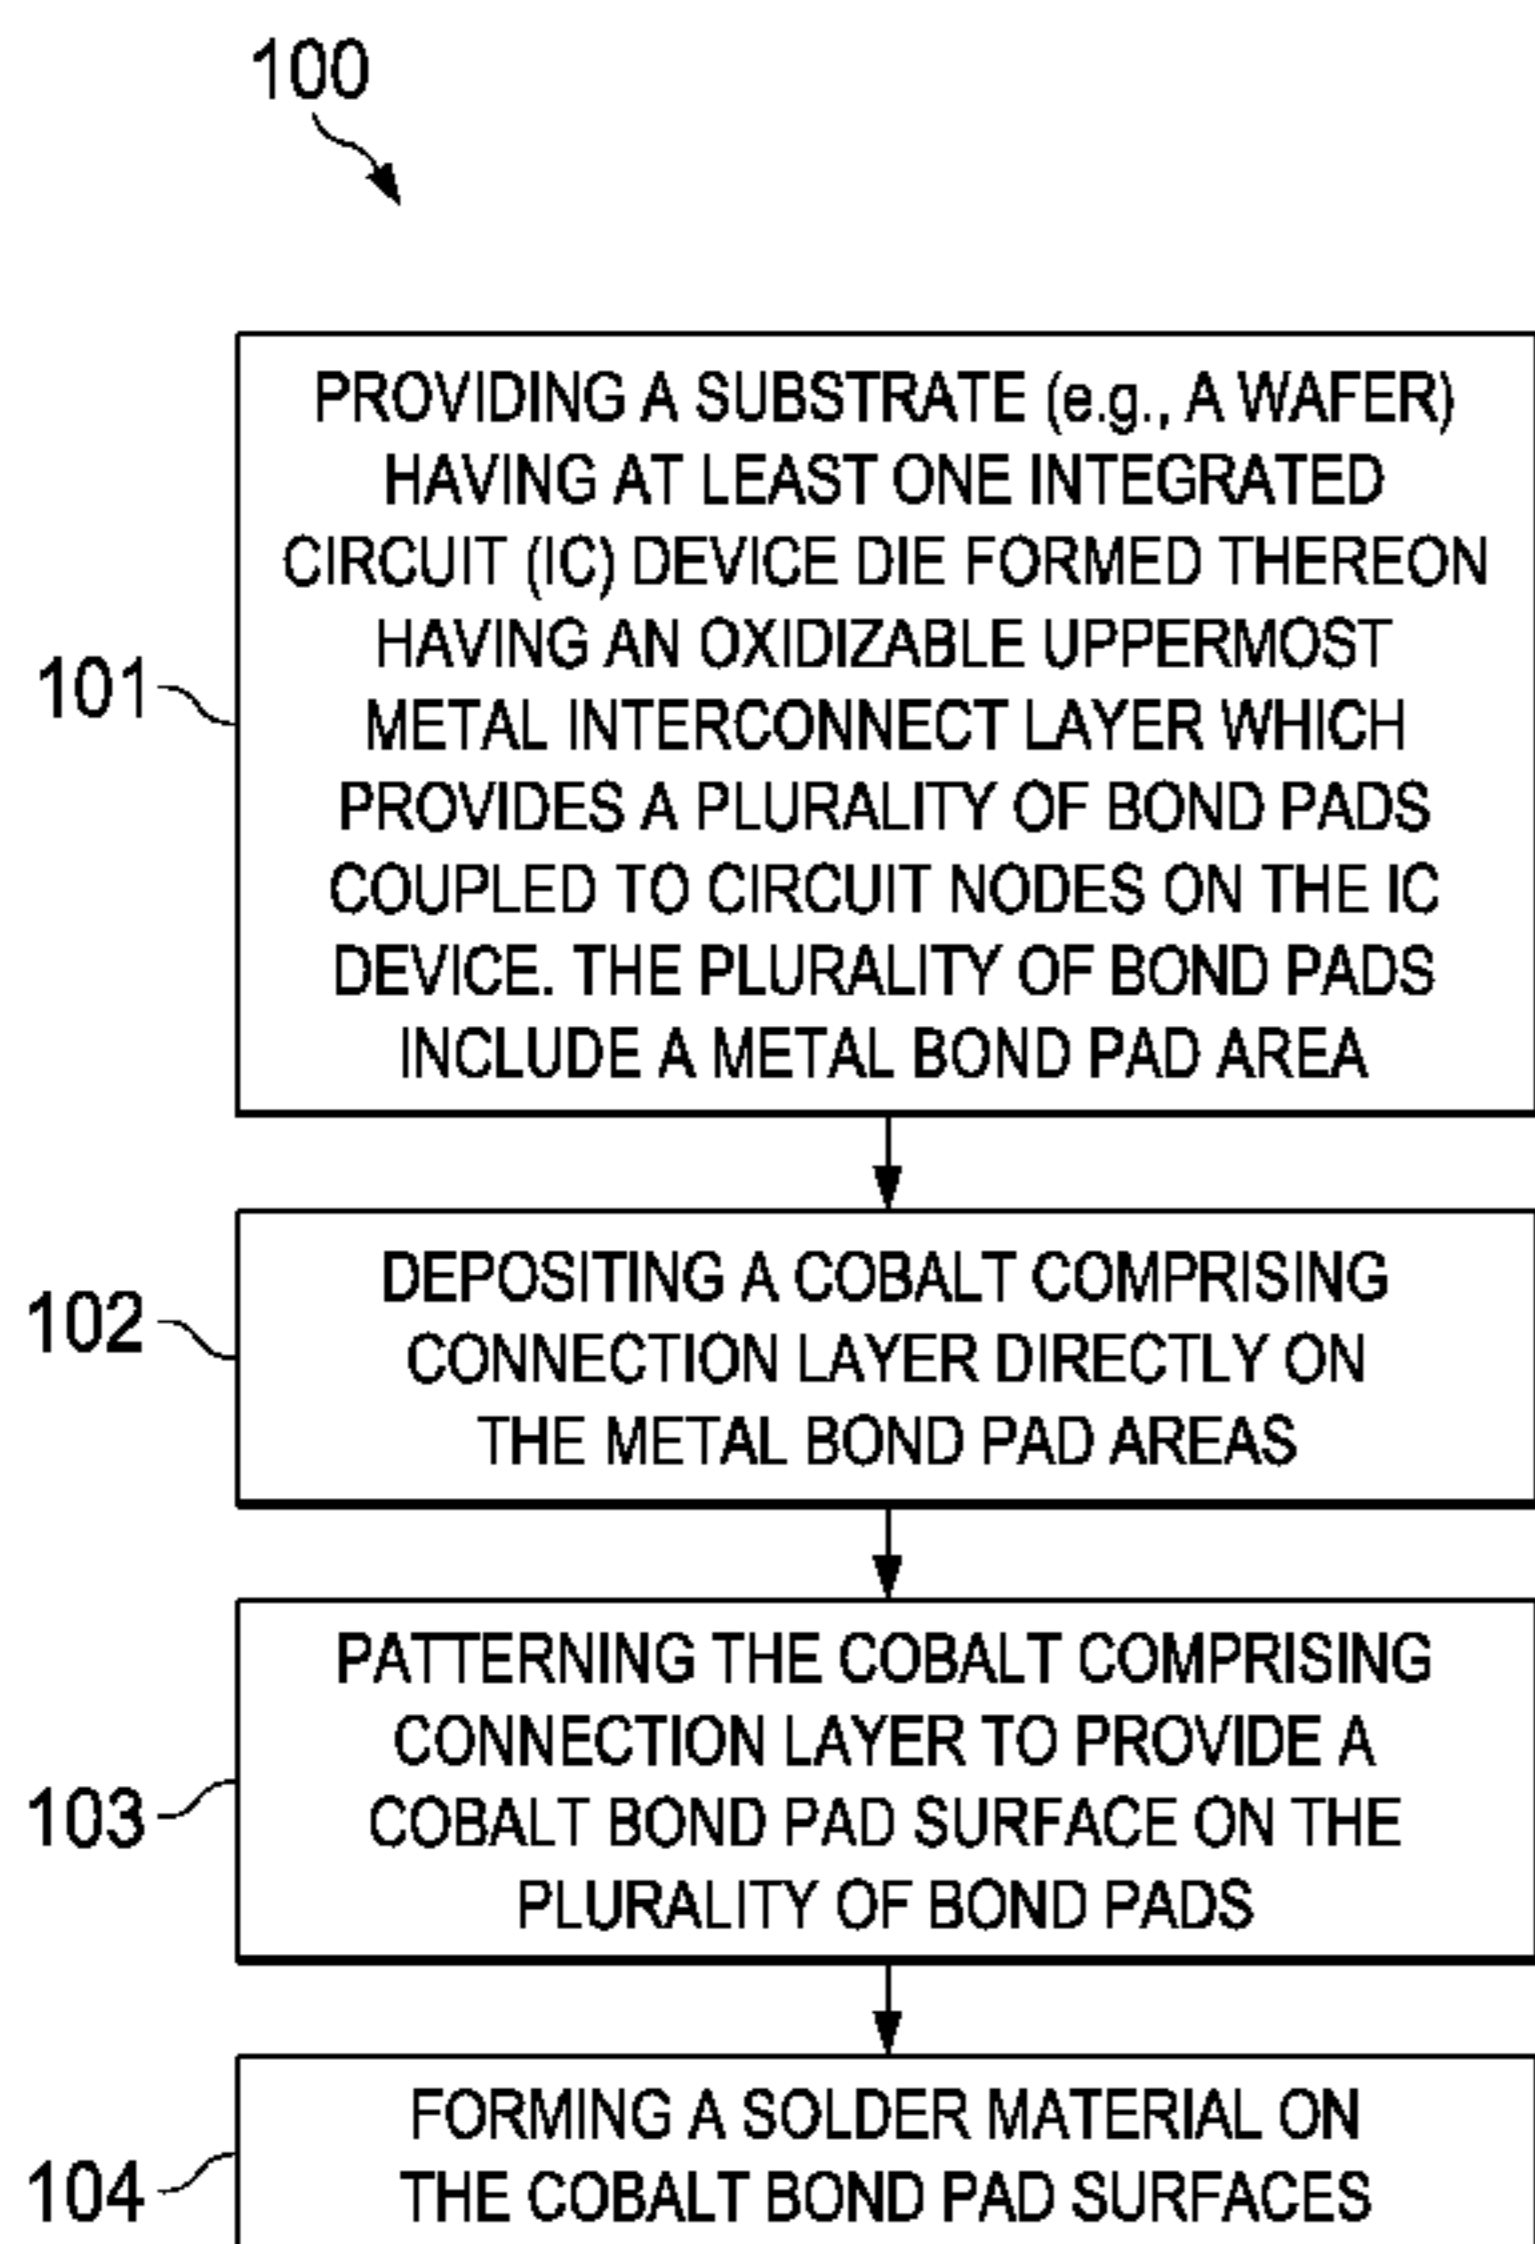 100
PROVIDING A SUBSTRATE (e.g., A WAFER)
HAVING AT LEAST ONE INTEGRATED
CIRCUIT (IC) DEVICE DIE FORMED THEREON
HAVING AN OXIDIZABLE UPPERMOST
METAL INTERCONNECT LAYER WHICH
PROVIDES A PLURALITY OF BOND PADS
COUPLED TO CIRCUIT NODES ON THE IC
DEVICE. THE PLURALITY OF BOND PADS
INCLUDE A METAL BOND PAD AREA
101
DEPOSITING A COBALT COMPRISING
CONNECTION LAYER DIRECTLY ON
THE METAL BOND PAD AREAS
102
PATTERNING THE COBALT COMPRISING
CONNECTION LAYER TO PROVIDE A
COBALT BOND PAD SURFACE ON THE
PLURALITY OF BOND PADS
103
FORMING A SOLDER MATERIAL ON
THE COBALT BOND PAD SURFACES
104